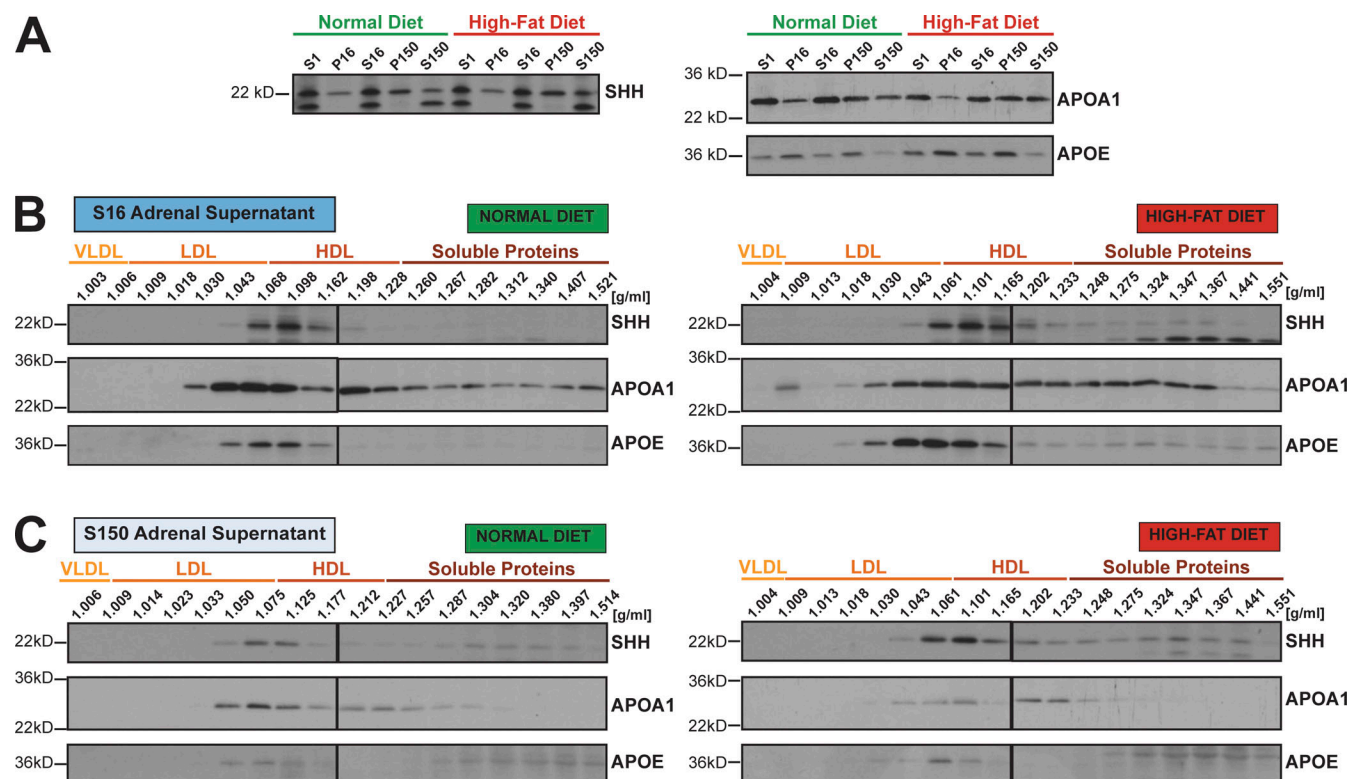 A
Normal Diet High-Fat Diet
S1 P16 S16 P150 S150 S1 P16 S16 P150 S150
22 kD SHH
Normal Diet High-Fat Diet
S1 P16 S16 P150 S150 S1 P16 S16 P150 S150
36 kD
22 kD
APOA1
36 kD APOE
B
S16 Adrenal Supernatant NORMAL DIET
VLDL LDL HDL Soluble Proteins
1.003 1.006 1.009 1.018 1.030 1.043 1.068 1.098 1.162 1.198 1.228 1.260 1.267 1.282 1.312 1.340 1.407 1.521 [g/ml]
22kD SHH
36kD
22kD
APOA1
36kD APOE
HIGH-FAT DIET
VLDL LDL HDL Soluble Proteins
1.004 1.009 1.013 1.018 1.030 1.043 1.061 1.101 1.165 1.202 1.233 1.248 1.275 1.324 1.347 1.367 1.441 1.551 [g/ml]
22kD SHH
36kD
22kD
APOA1
36kD APOE
C
S150 Adrenal Supernatant NORMAL DIET
VLDL LDL HDL Soluble Proteins
1.006 1.009 1.014 1.023 1.033 1.050 1.075 1.125 1.177 1.212 1.227 1.257 1.287 1.304 1.320 1.380 1.397 1.514 [g/ml]
22kD SHH
36kD
22kD
APOA1
36kD APOE
HIGH-FAT DIET
VLDL LDL HDL Soluble Proteins
1.004 1.009 1.013 1.018 1.030 1.043 1.061 1.101 1.165 1.202 1.233 1.248 1.275 1.324 1.347 1.367 1.441 1.551 [g/ml]
22kD SHH
36kD
22kD
APOA1
36kD APOE